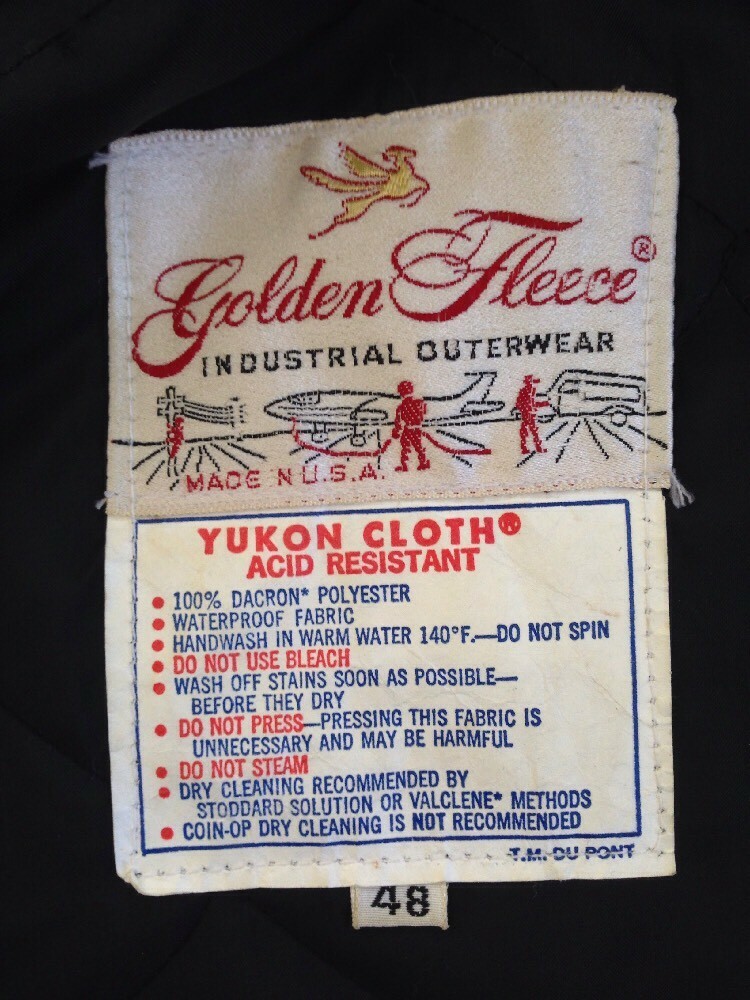 Golden Fleece®
INDUSTRIAL OUTERWEAR
MADE IN U.S.A.
YUKON CLOTH®
ACID RESISTANT
• 100% DACRON* POLYESTER
• WATERPROOF FABRIC
• HANDWASH IN WARM WATER 140°F.—DO NOT SPIN
• DO NOT USE BLEACH
• WASH OFF STAINS SOON AS POSSIBLE—
BEFORE THEY DRY
• DO NOT PRESS—PRESSING THIS FABRIC IS
UNNECESSARY AND MAY BE HARMFUL
• DO NOT STEAM
• DRY CLEANING RECOMMENDED BY
STODDARD SOLUTION OR VALCLENE* METHODS
• COIN-OP DRY CLEANING IS NOT RECOMMENDED
T.M. DU PONT
48